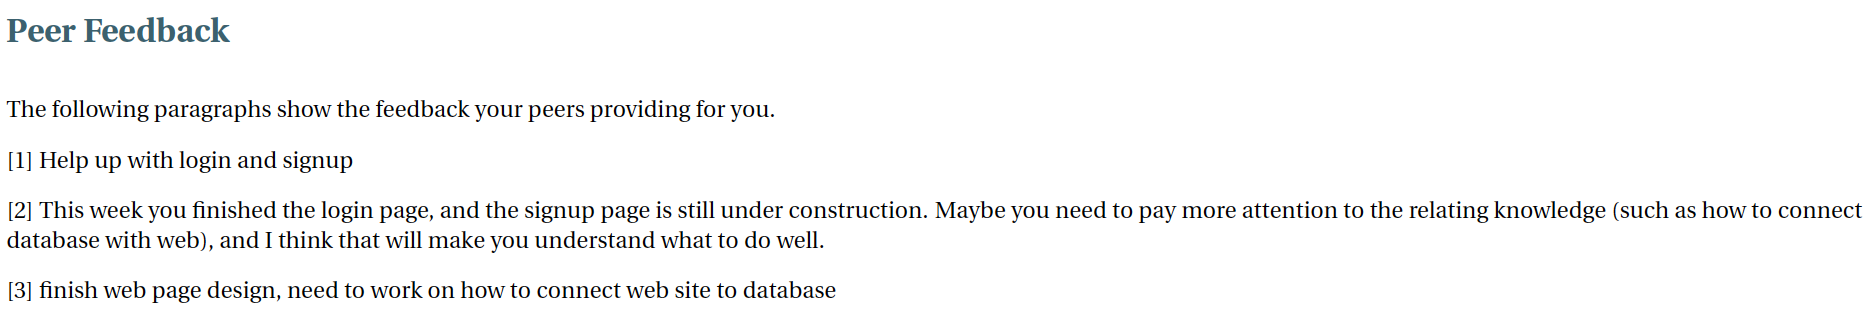 Peer Feedback
The following paragraphs show the feedback your peers providing for you.
[1] Help up with login and signup
[2] This week you finished the login page, and the signup page is still under construction. Maybe you need to pay more attention to the relating knowledge (such as how to connect
database with web), and I think that will make you understand what to do well.
[3] finish web page design, need to work on how to connect web site to database